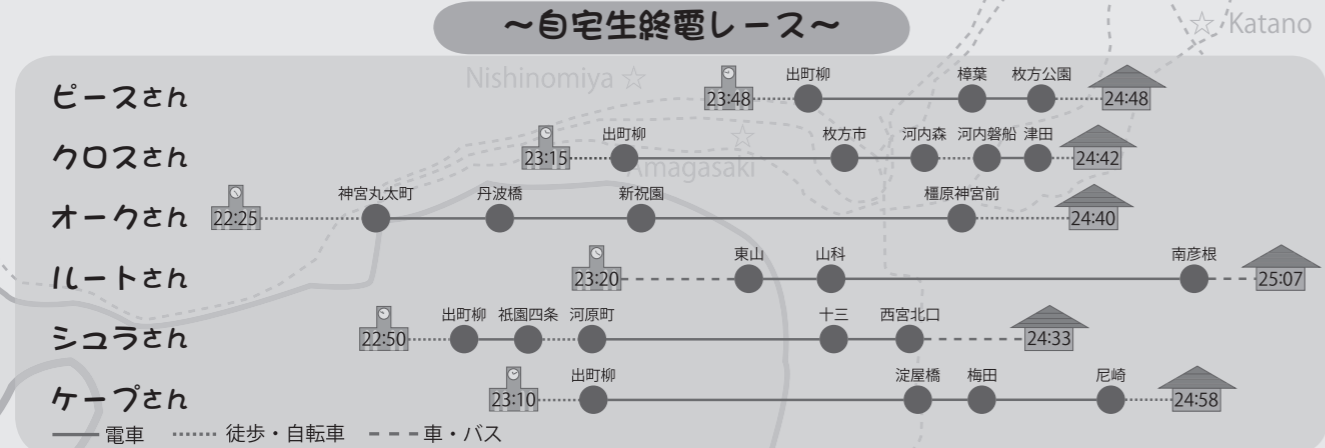 ～自宅生終電レース～
☆ Katano
Nishinomiya ☆
ピースさん
23:48
出町柳
樟葉
枚方公園
24:48
クロスさん
23:15
出町柳
枚方市
河内森
河内磐船
津田
24:42
☆
Amagasaki
オークさん
22:25
神宮丸太町
丹波橋
新祝園
橿原神宮前
24:40
ルートさん
23:20
東山
山科
南彦根
25:07
シュラさん
22:50
出町柳
祇園四条
河原町
十三
西宮北口
24:33
ケープさん
23:10
出町柳
淀屋橋
梅田
尼崎
24:58
電車
徒歩・自転車
車・バス